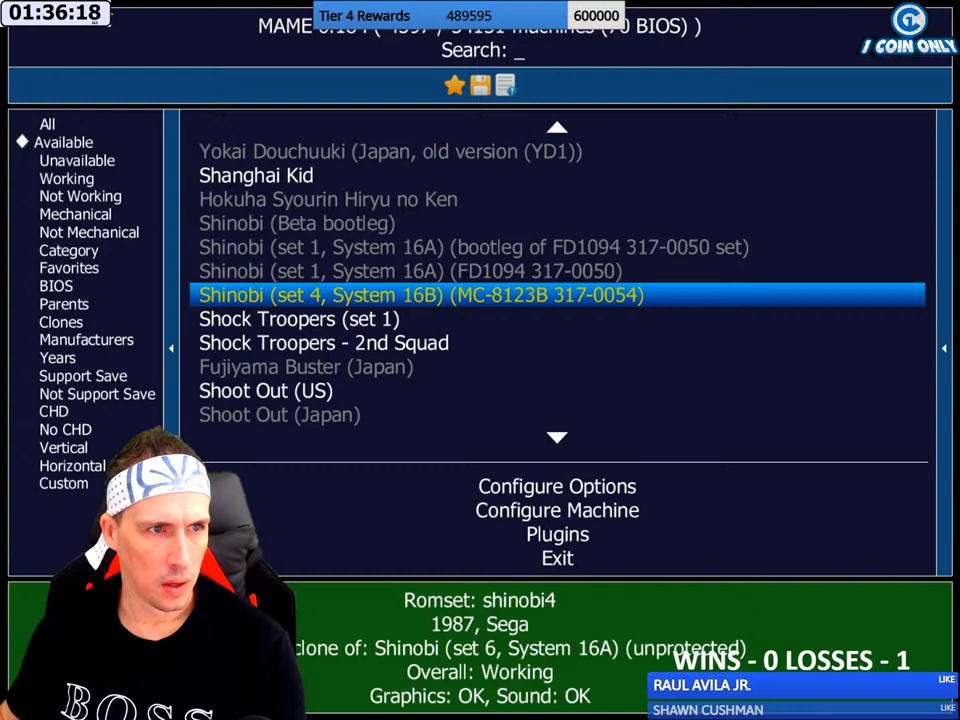 01:36:18
Tier 4 Rewards 489595 600000
1 COIN ONLY
Search: _
All
Available
Unavailable
Working
Not Working
Mechanical
Not Mechanical
Category
Favorites
BIOS
Parents
Clones
Manufacturers
Years
Support Save
Not Support Save
CHD
No CHD
Vertical
Horizontal
Custom
Yokai Douchuuki (Japan, old version (YD1))
Shanghai Kid
Hokuha Syourin Hiryu no Ken
Shinobi (Beta bootleg)
Shinobi (set 1, System 16A) (bootleg of FD1094 317-0050 set)
Shinobi (set 1, System 16A) (FD1094 317-0050)
Shinobi (set 4, System 16B) (MC-8123B 317-0054)
Shock Troopers (set 1)
Shock Troopers - 2nd Squad
Fujiyama Buster (Japan)
Shoot Out (US)
Shoot Out (Japan)
Configure Options
Configure Machine
Plugins
Exit
Romset: shinobi4
1987, Sega
clone of: Shinobi (set 6, System 16A) (unprotected)
Overall: Working
Graphics: OK, Sound: OK
WINS - 0 LOSSES - 1
RAUL AVILA JR. LIKE
SHAWN CUSHMAN LIKE
BOSS